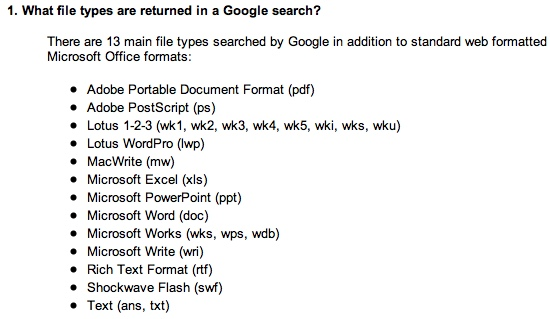 1. What file types are returned in a Google search?
There are 13 main file types searched by Google in addition to standard web formatted
Microsoft Office formats:
• Adobe Portable Document Format (pdf)
• Adobe PostScript (ps)
• Lotus 1-2-3 (wk1, wk2, wk3, wk4, wk5, wki, wks, wku)
• Lotus WordPro (lwp)
• MacWrite (mw)
• Microsoft Excel (xls)
• Microsoft PowerPoint (ppt)
• Microsoft Word (doc)
• Microsoft Works (wks, wps, wdb)
• Microsoft Write (wri)
• Rich Text Format (rtf)
• Shockwave Flash (swf)
• Text (ans, txt)